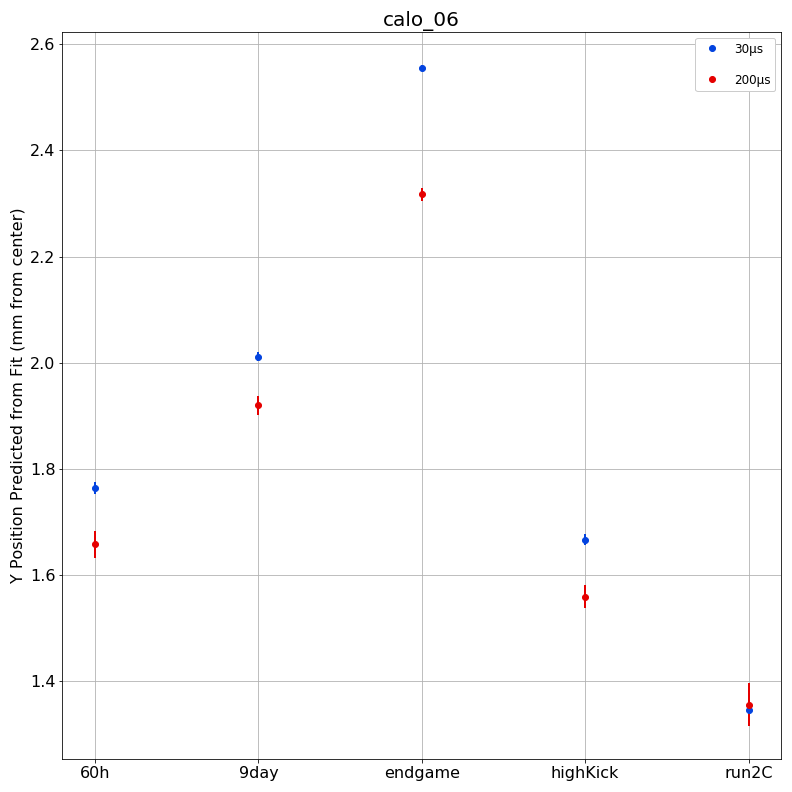 calo_06
30μs
200μs
Y Position Predicted from Fit (mm from center)
2.6
2.4
2.2
2.0
1.8
1.6
1.4
60h 9day endgame highKick run2C